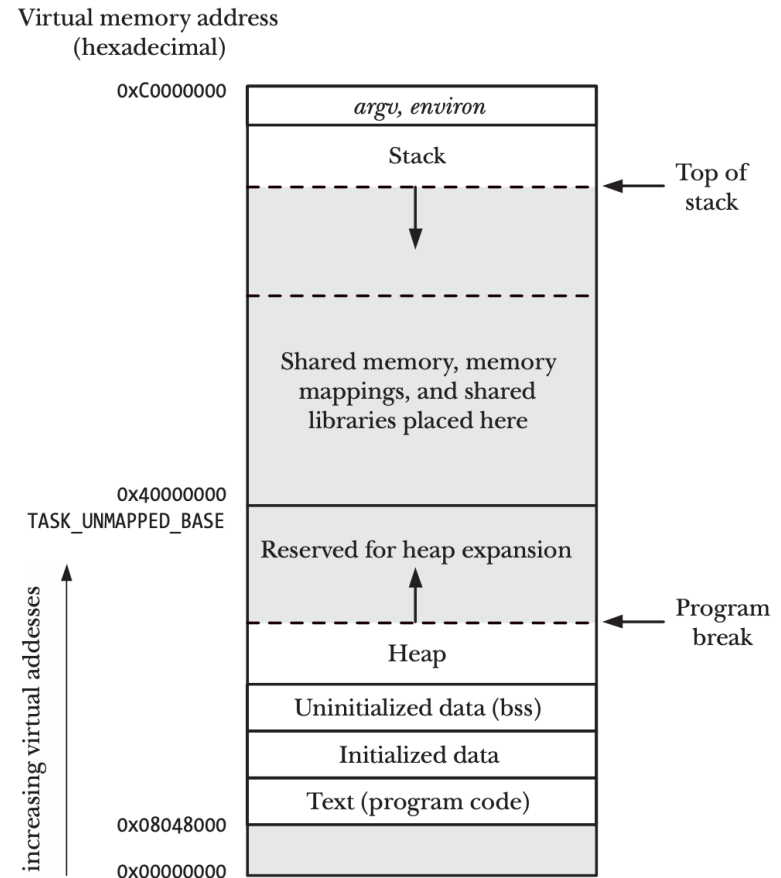 Virtual memory address
(hexadecimal)
0xC0000000
argv, environ
Stack
Top of
stack
Shared memory, memory
mappings, and shared
libraries placed here
0x40000000
TASK_UNMAPPED_BASE
Reserved for heap expansion
Program
break
Heap
Uninitialized data (bss)
Initialized data
Text (program code)
0x08048000
0x00000000
increasing virtual addesses